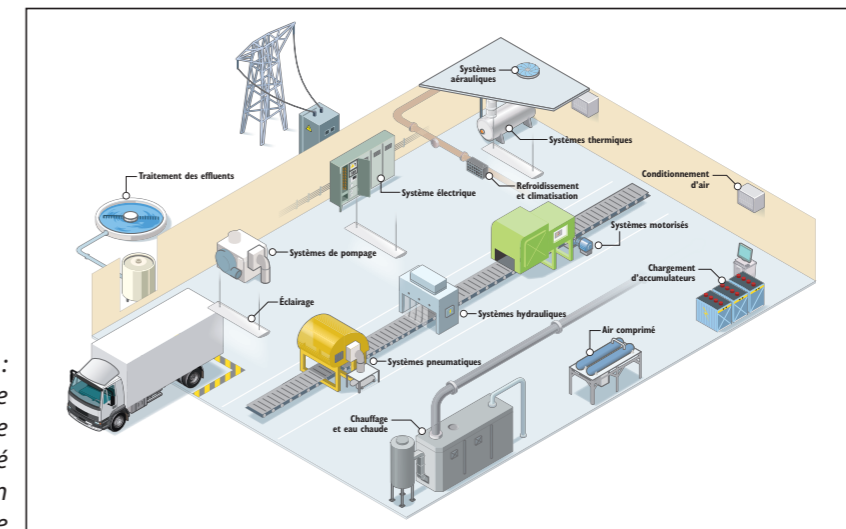 Systèmes
aérauliques
Systèmes thermiques
Traitement des effluents
Conditionnement
d'air
Refroidissement
et climatisation
Système électrique
Systèmes motorisés
Systèmes de pompage
Chargement
d'accumulateurs
Éclairage
Systèmes hydrauliques
Air comprimé
Systèmes pneumatiques
Chauffage
et eau chaude
:
e
e
é
n
e